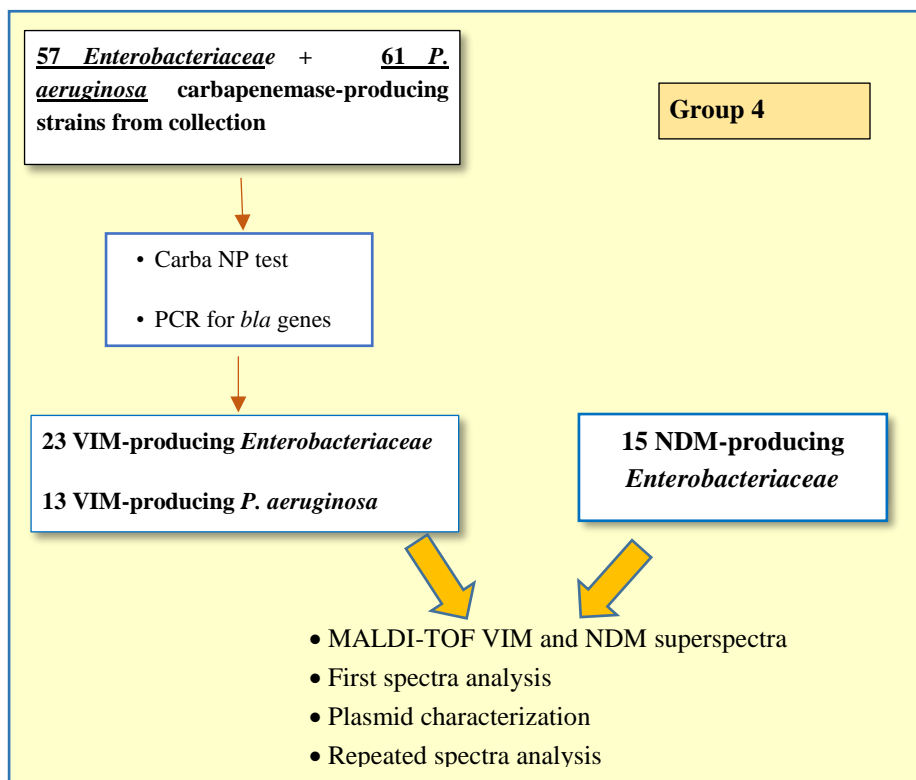 57 Enterobacteriaceae + 61 P.
aeruginosa carbapenemase-producing
strains from collection
Group 4
• Carba NP test
• PCR for bla genes
23 VIM-producing Enterobacteriaceae
13 VIM-producing P. aeruginosa
15 NDM-producing
Enterobacteriaceae
• MALDI-TOF VIM and NDM superspectra
• First spectra analysis
• Plasmid characterization
• Repeated spectra analysis